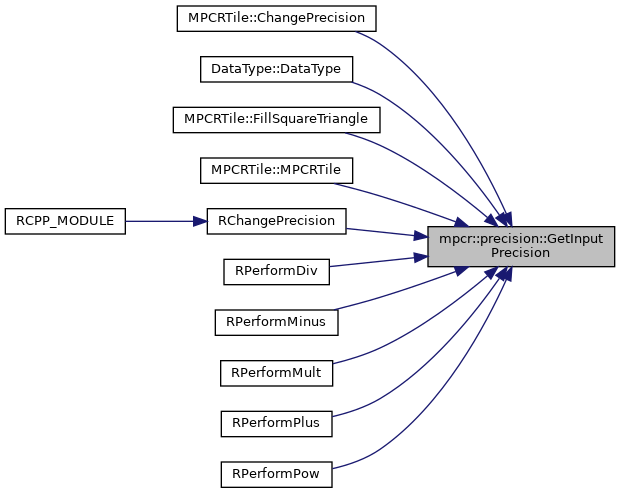 MPCRTile::ChangePrecision
DataType::DataType
MPCRTile::FillSquareTriangle
MPCRTile::MPCRTile
RCPP_MODULE
RChangePrecision
mpcr::precision::GetInput
Precision
RPerformDiv
RPerformMinus
RPerformMult
RPerformPlus
RPerformPow